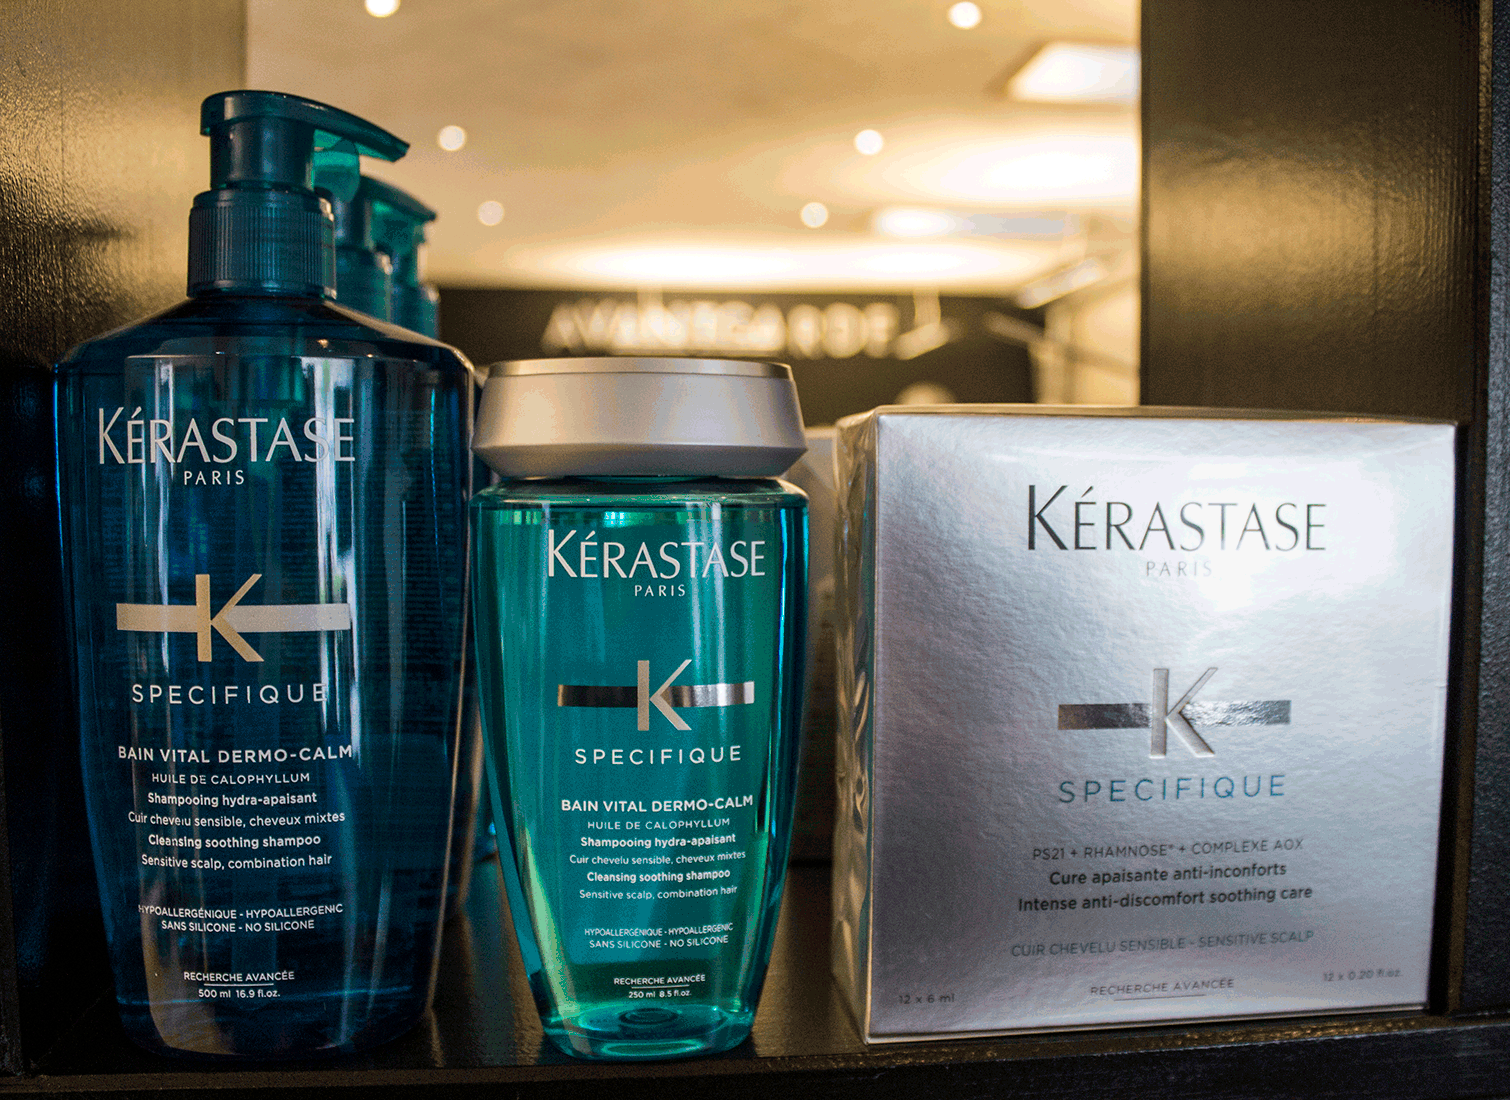 AVANTGARDE
KÉRASTASE
PARIS
K
SPECIFIQUE
BAIN VITAL DERMO-CALM
HUILE DE CALOPHYLLUM
Shampooing hydra-apaisant
Cuir chevelu sensible, cheveux mixtes
Cleansing soothing shampoo
Sensitive scalp, combination hair
HYPOALLERGÉNIQUE - HYPOALLERGENIC
SANS SILICONE - NO SILICONE
RECHERCHE AVANCÉE
500 ml 16.9 fl.oz.
KÉRASTASE
PARIS
K
SPECIFIQUE
BAIN VITAL DERMO-CALM
HUILE DE CALOPHYLLUM
Shampooing hydra-apaisant
Cuir chevelu sensible, cheveux mixtes
Cleansing soothing shampoo
Sensitive scalp, combination hair
HYPOALLERGÉNIQUE - HYPOALLERGENIC
SANS SILICONE - NO SILICONE
RECHERCHE AVANCÉE
250 ml 8.5 fl.oz.
KÉRASTASE
PARIS
K
SPECIFIQUE
PS21 + RHAMNOSE* + COMPLEXE AOX
Cure apaisante anti-inconforts
Intense anti-discomfort soothing care
CUIR CHEVELU SENSIBLE - SENSITIVE SCALP
12 x 6 ml
RECHERCHE AVANCÉE
12 x 0.20 fl.oz.